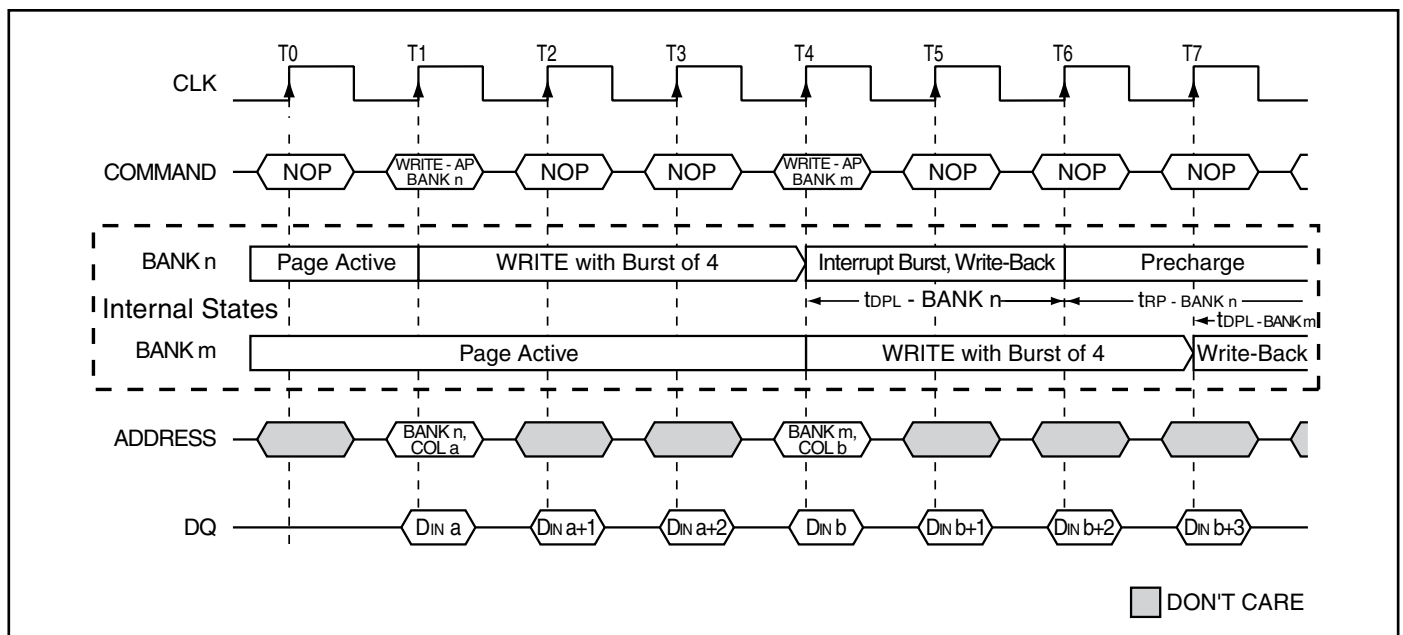 T0 T1 T2 T3 T4 T5 T6 T7
CLK
COMMAND NOP WRITE - AP BANK n NOP NOP WRITE - AP BANK m NOP NOP NOP
BANK n Page Active WRITE with Burst of 4 Interrupt Burst, Write-Back Precharge
Internal States tDPL - BANK n tRP - BANK n
tDPL - BANK m
BANK m Page Active WRITE with Burst of 4 Write-Back
ADDRESS BANK n, COL a BANK m, COL b
DQ DIN a DIN a+1 DIN a+2 DIN b DIN b+1 DIN b+2 DIN b+3
DON'T CARE